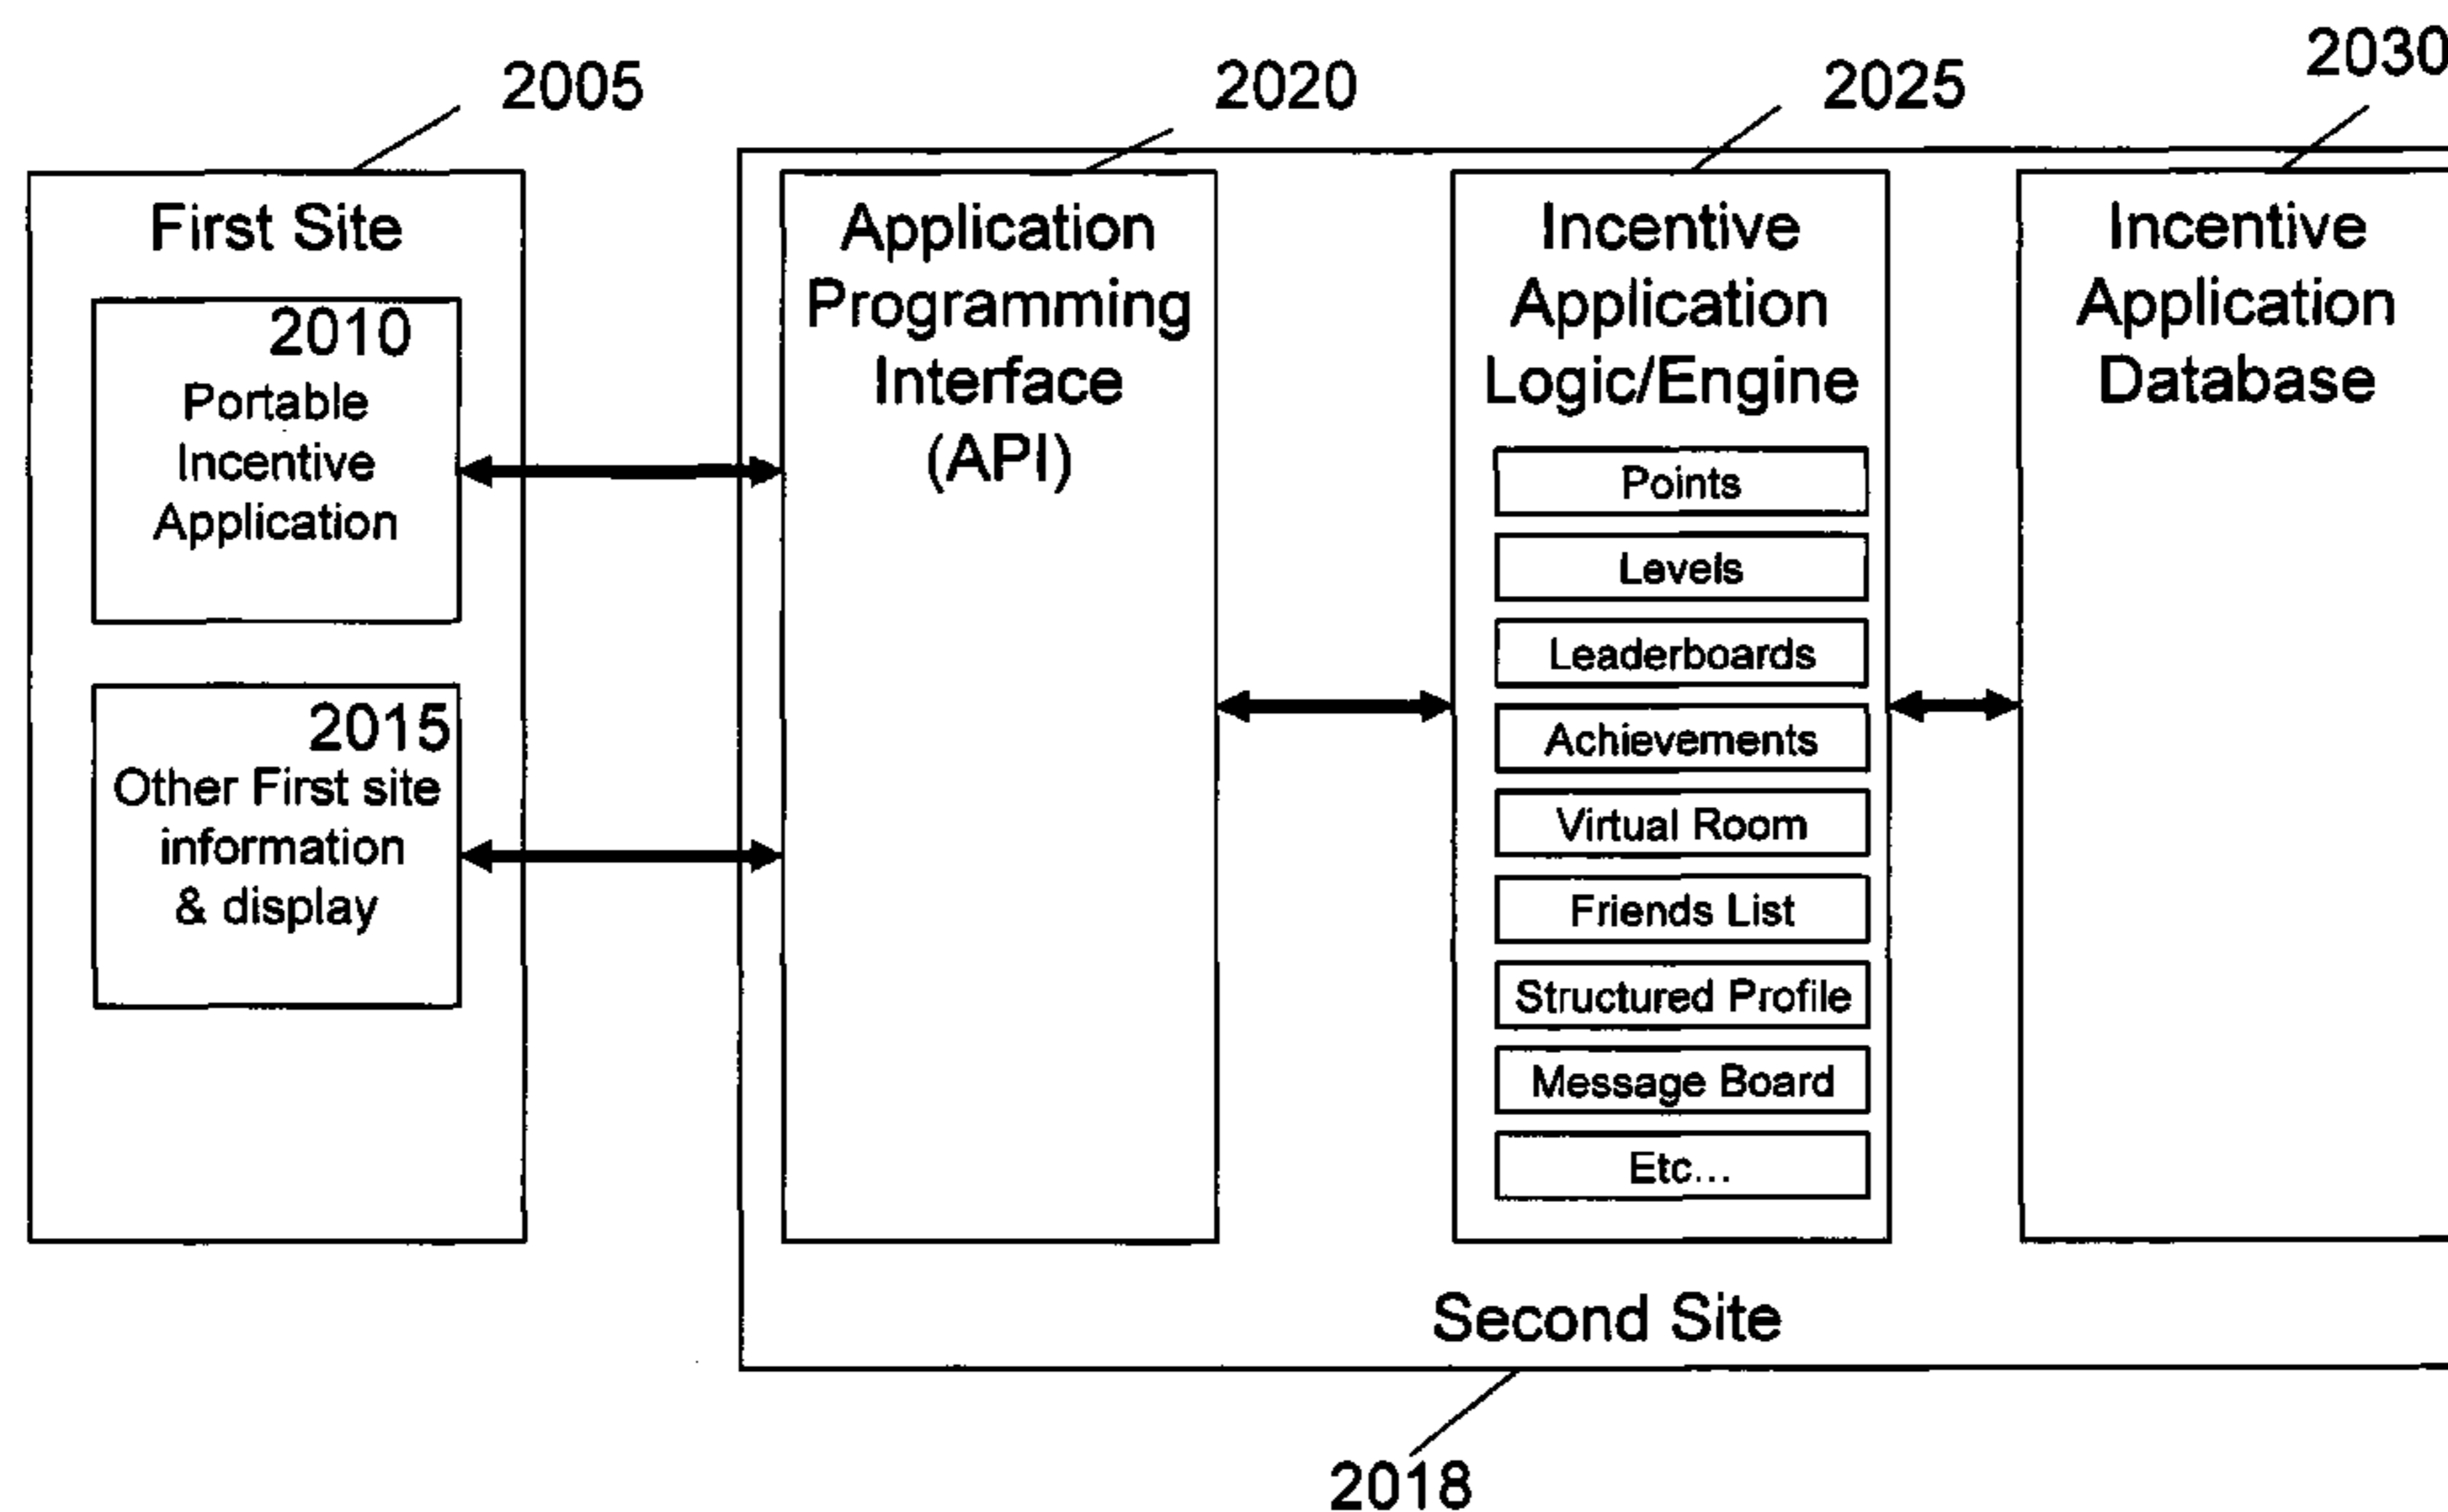 2005
2020
2025
2030
First Site
2010
Portable
Incentive
Application
2015
Other First site
information
& display
Application
Programming
Interface
(API)
Incentive
Application
Logic/Engine
Points
Levels
Leaderboards
Achievements
Virtual Room
Friends List
Structured Profile
Message Board
Etc...
Incentive
Application
Database
Second Site
2018